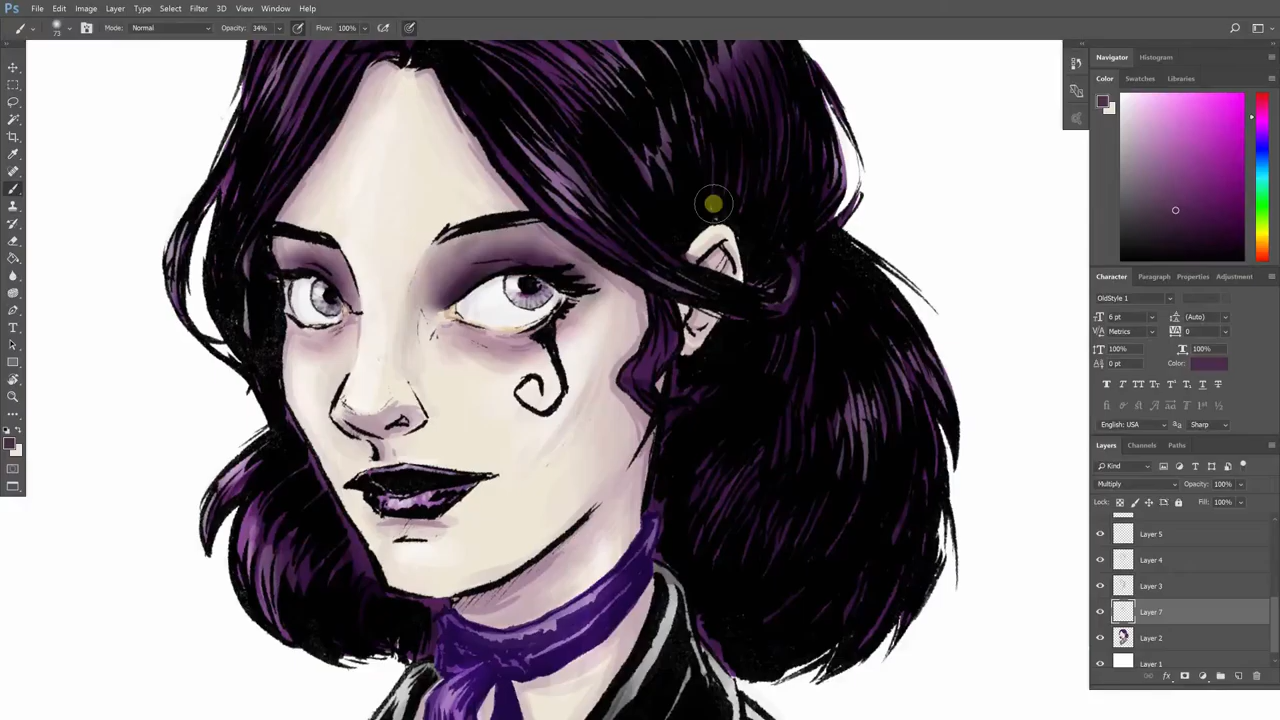 Ps File Edit Image Layer Type Select Filter 3D View Window Help
73 Mode: Normal Opacity: 34% Flow: 100%
Navigator Histogram
Color Swatches Libraries
Character Paragraph Properties Adjustment
OldStyle 1
6 pt (Auto)
Metrics 0
100% 100%
0 pt Color:
English: USA Sharp
Layers Channels Paths
Kind
Multiply Opacity: 100%
Lock: Fill: 100%
Layer 5
Layer 4
Layer 3
Layer 7
Layer 2
Layer 1